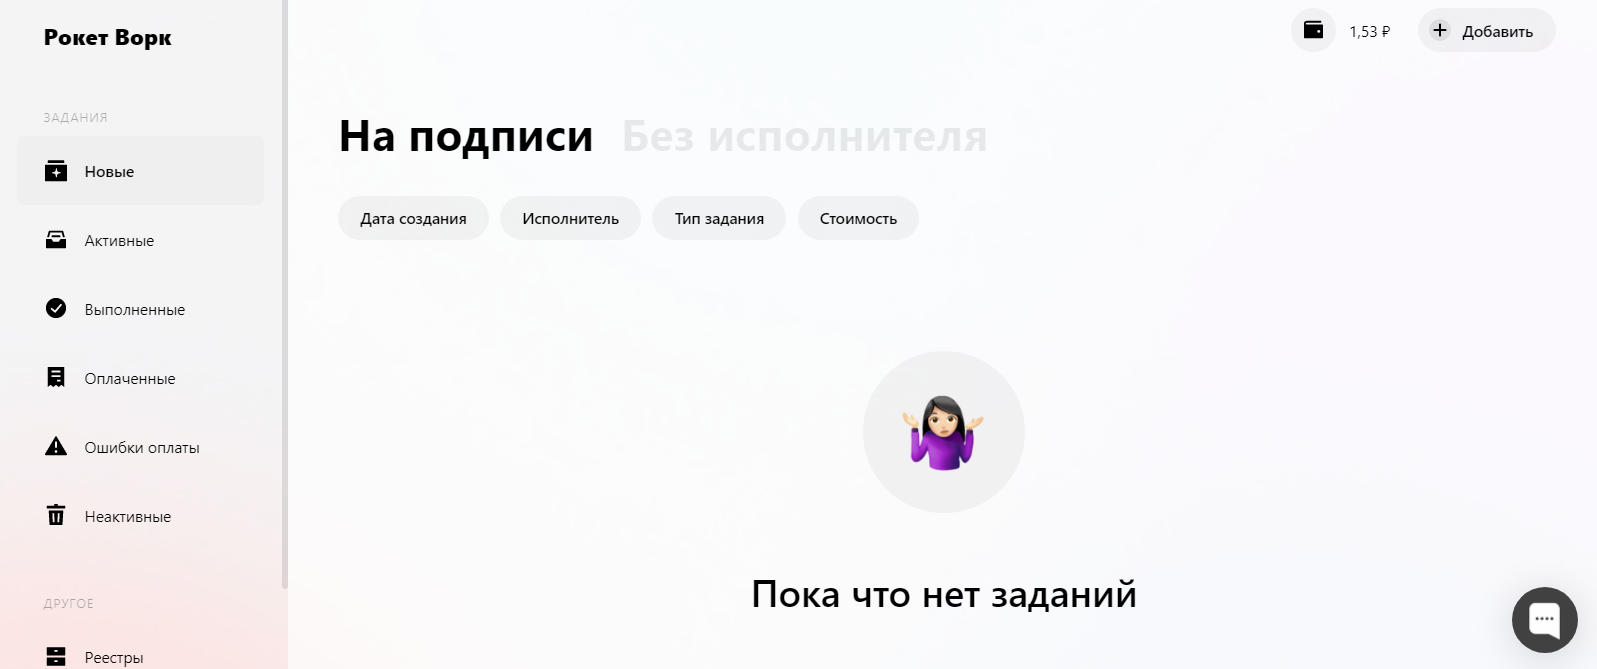 Рокет Ворк
1,53 ₽
Добавить
ЗАДАНИЯ
Новые
Активные
Выполненные
Оплаченные
Ошибки оплаты
Неактивные
ДРУГОЕ
Реестры
На подписи Без исполнителя
Дата создания Исполнитель Тип задания Стоимость
Пока что нет заданий